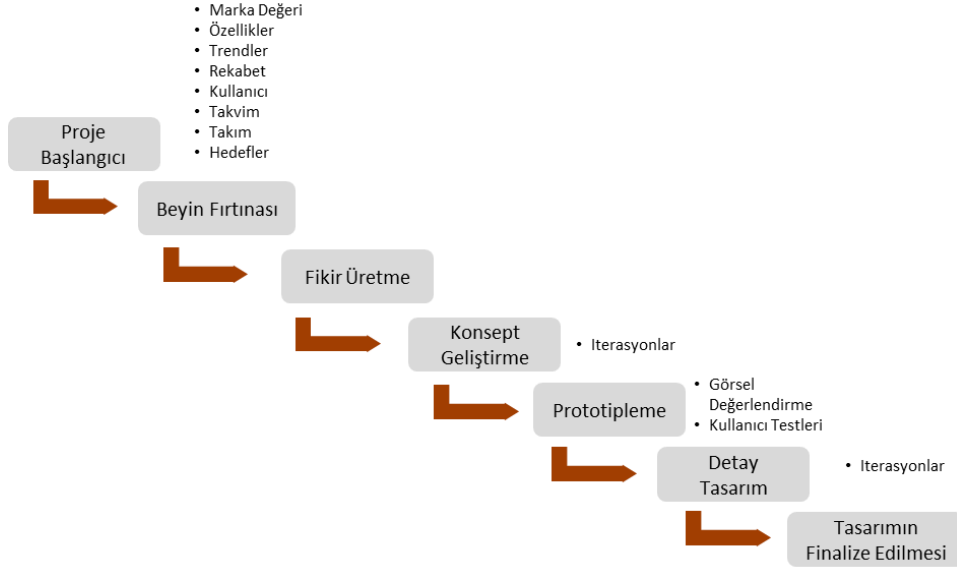 • Marka Değeri
• Özellikler
• Trendler
• Rekabet
• Kullanıcı
• Takvim
• Takım
• Hedefler
Proje
Başlangıcı
Beyin Fırtınası
Fikir Üretme
Konsept
Geliştirme
• Iterasyonlar
Prototipleme
• Görsel
Değerlendirme
• Kullanıcı Testleri
Detay
Tasarım
• Iterasyonlar
Tasarımın
Finalize Edilmesi